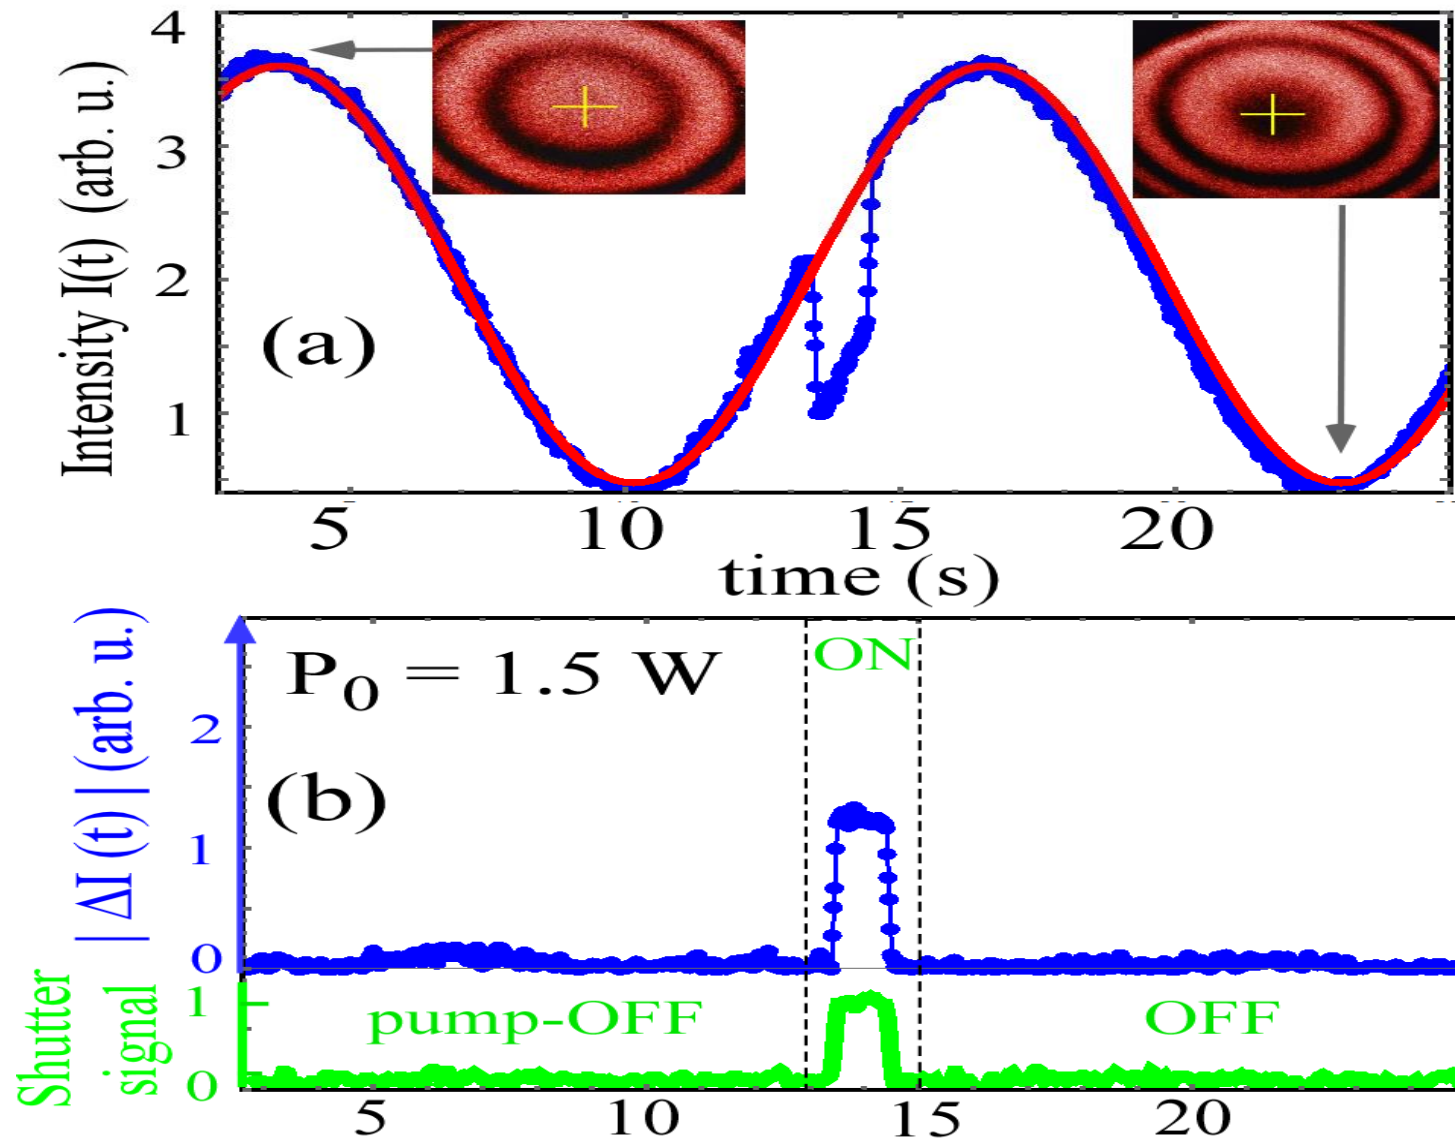 4
3
2
1
Intensity I(t) (arb. u.)
(a)
5 10 15 20
time (s)
P0 = 1.5 W
ON
(b)
2
1
0
| ΔI (t) | (arb. u.)
1
0
Shutter
signal
pump-OFF
OFF
5 10 15 20